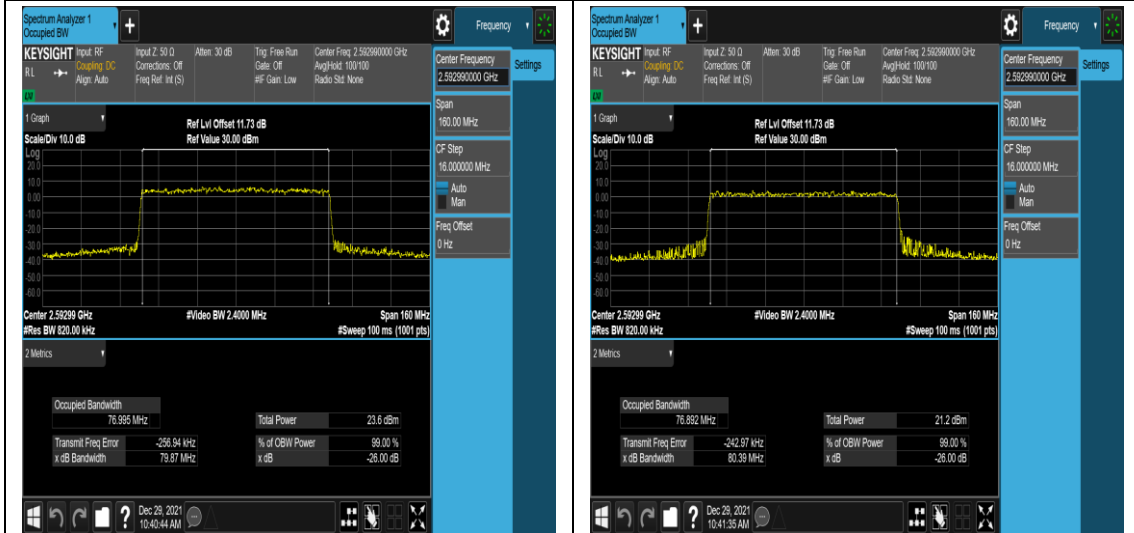 Spectrum Analyzer 1
Occupied BW
Frequency
KEYSIGHT Input: RF Input Z: 50 Ω Atten: 30 dB Trig: Free Run Center Freq: 2.592990000 GHz
Coupling: DC Corrections: Off Gate: Off Avg|Hold: 100/100
RL Align: Auto Freq Ref: Int (S) #IF Gain: Low Radio Std: None
Center Frequency
2.592990000 GHz
Settings
Span
160.00 MHz
CF Step
16.000000 MHz
Auto
Man
Freq Offset
0 Hz
1 Graph
Ref Lvl Offset 11.73 dB
Scale/Div 10.0 dB Ref Value 30.00 dBm
Log
20.0
10.0
0.00
-10.0
-20.0
-30.0
-40.0
-50.0
-60.0
Center 2.59299 GHz #Video BW 2.4000 MHz Span 160 MHz
#Res BW 820.00 kHz #Sweep 100 ms (1001 pts)
2 Metrics
Occupied Bandwidth
76.995 MHz Total Power 23.6 dBm
Transmit Freq Error -256.94 kHz % of OBW Power 99.00 %
x dB Bandwidth 79.87 MHz x dB -26.00 dB
? Dec 29, 2021
10:40:44 AM
Spectrum Analyzer 1
Occupied BW
Frequency
KEYSIGHT Input: RF Input Z: 50 Ω Atten: 30 dB Trig: Free Run Center Freq: 2.592990000 GHz
Coupling: DC Corrections: Off Gate: Off Avg|Hold: 100/100
RL Align: Auto Freq Ref: Int (S) #IF Gain: Low Radio Std: None
Center Frequency
2.592990000 GHz
Settings
Span
160.00 MHz
CF Step
16.000000 MHz
Auto
Man
Freq Offset
0 Hz
1 Graph
Ref Lvl Offset 11.73 dB
Scale/Div 10.0 dB Ref Value 30.00 dBm
Log
20.0
10.0
0.00
-10.0
-20.0
-30.0
-40.0
-50.0
-60.0
Center 2.59299 GHz #Video BW 2.4000 MHz Span 160 MHz
#Res BW 820.00 kHz #Sweep 100 ms (1001 pts)
2 Metrics
Occupied Bandwidth
76.892 MHz Total Power 21.2 dBm
Transmit Freq Error -242.97 kHz % of OBW Power 99.00 %
x dB Bandwidth 80.39 MHz x dB -26.00 dB
? Dec 29, 2021
10:41:35 AM